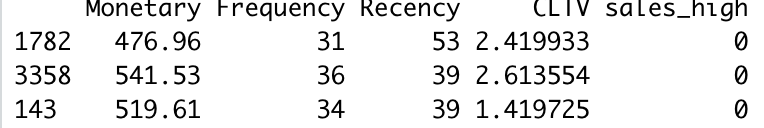 Monetary Frequency Recency CLTV sales_high
1782 476.96 31 53 2.419933 0
3358 541.53 36 39 2.613554 0
143 519.61 34 39 1.419725 0